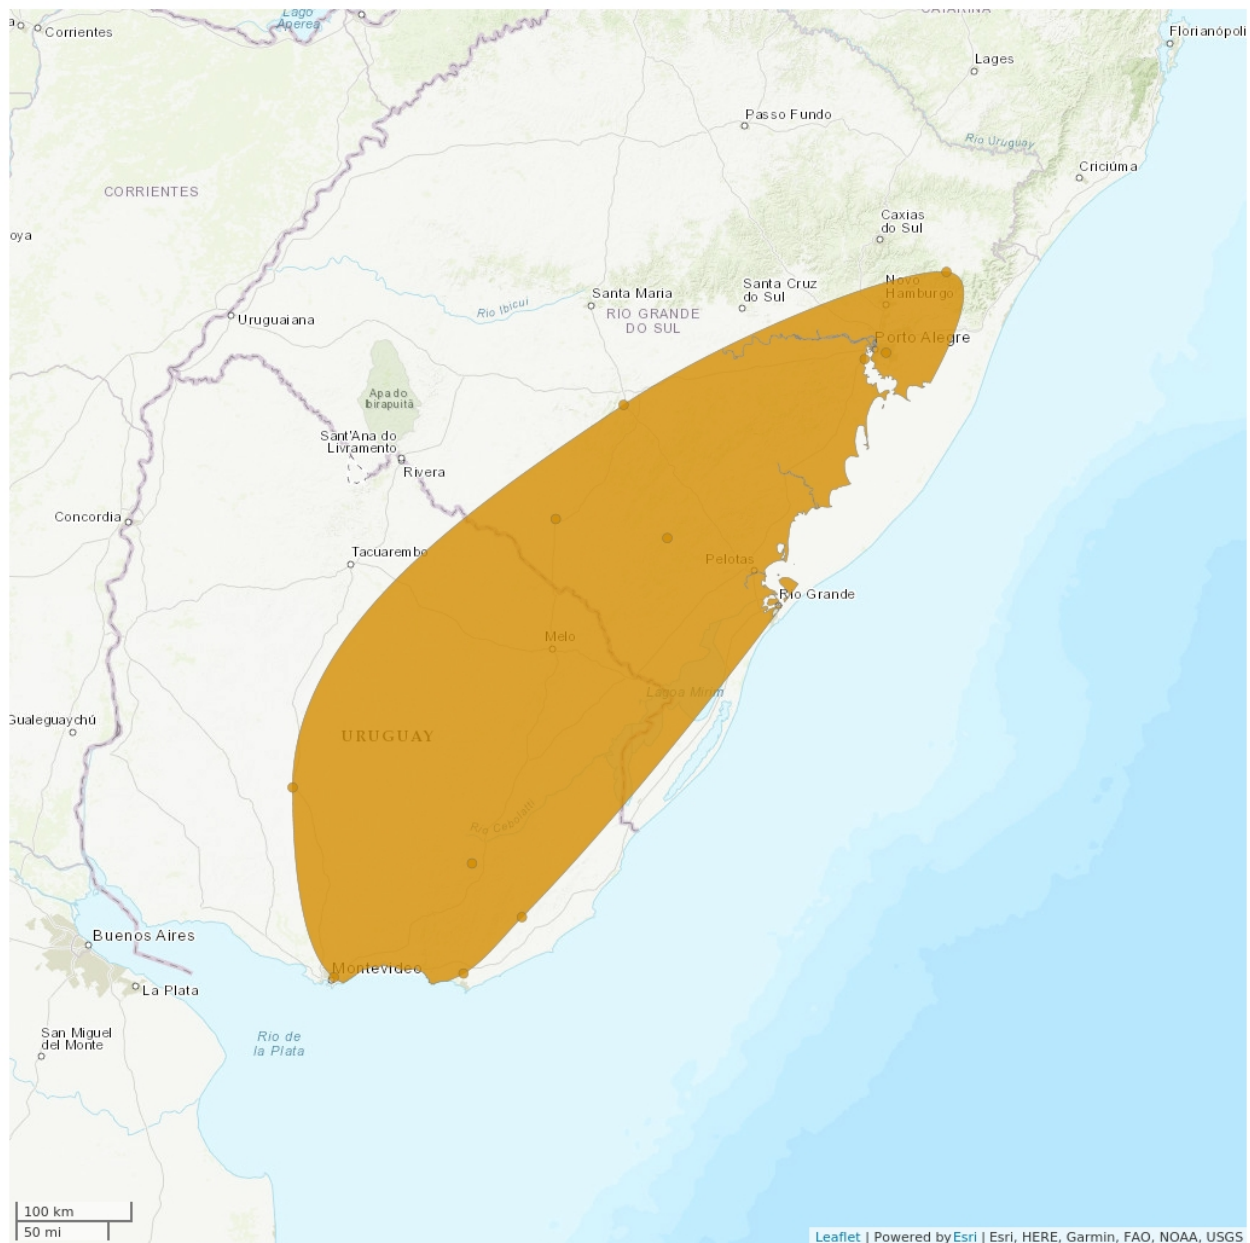 CATARINA
Lago
Aperea
Corrientes
Florianópoli
Lages
Passo Fundo
Rio Uruguay
Criciúma
CORRIENTES
oya
Caxias
do Sul
Novo
Hamburgo
Santa Cruz
do Sul
Santa Maria
Rio Ibicui
RIO GRANDE
DO SUL
Uruguaiana
Porto Alegre
Apa do
Ibirapuitã
Sant'Ana do
Livramento
Rivera
Concordia
Tacuarembo
Pelotas
Rio Grande
Melo
Lagoa Mirim
Gualeguaychú
URUGUAY
Rio Cebollatí
Buenos Aires
Montevideo
La Plata
San Miguel
del Monte
Rio de
la Plata
100 km
50 mi
Leaflet | Powered by Esri | Esri, HERE, Garmin, FAO, NOAA, USGS